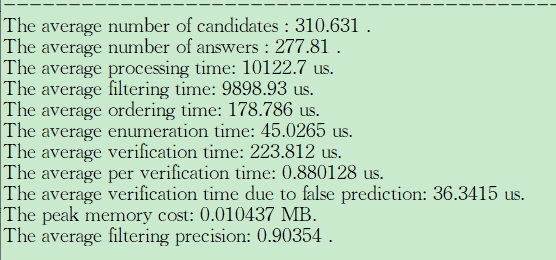 The average number of candidates : 310.631 .
The average number of answers : 277.81 .
The average processing time: 10122.7 us.
The average filtering time: 9898.93 us.
The average ordering time: 178.786 us.
The average enumeration time: 45.0265 us.
The average verification time: 223.812 us.
The average per verification time: 0.880128 us.
The average verification time due to false prediction: 36.3415 us.
The peak memory cost: 0.010437 MB.
The average filtering precision: 0.90354 .